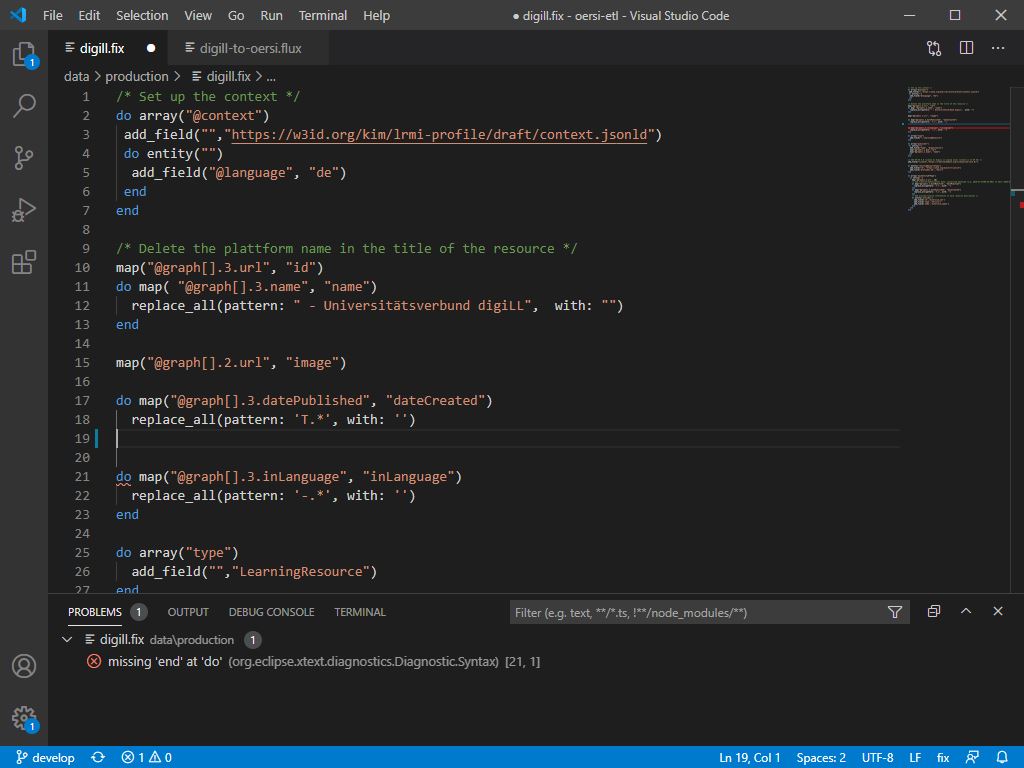 File Edit Selection View Go Run Terminal Help ● digill.fix - oersi-etl - Visual Studio Code
digill.fix ● digill-to-oersi.flux
data > production > digill.fix > ...
1
1 /* Set up the context */
2 do array("@context")
3 add_field("","https://w3id.org/kim/lrmi-profile/draft/context.jsonld")
4 do entity("")
5 add_field("@language", "de")
6 end
7 end
8
9 /* Delete the plattform name in the title of the resource */
10 map("@graph[].3.url", "id")
11 do map( "@graph[].3.name", "name")
12 replace_all(pattern: " - Universitätsverbund digiLL",  with: "")
13 end
14
15 map("@graph[].2.url", "image")
16
17 do map("@graph[].3.datePublished", "dateCreated")
18 replace_all(pattern: 'T.*', with: '')
19
20
21 do map("@graph[].3.inLanguage", "inLanguage")
22 replace_all(pattern: '-.*', with: '')
23 end
24
25 do array("type")
26 add_field("","LearningResource")
27 end
PROBLEMS 1 OUTPUT DEBUG CONSOLE TERMINAL Filter (e.g. text, **/*.ts, !**/node_modules/**)
digill.fix data\production 1
missing 'end' at 'do' (org.eclipse.xtext.diagnostics.Diagnostic.Syntax) [21, 1]
1
develop 1 0 Ln 19, Col 1 Spaces: 2 UTF-8 LF fix